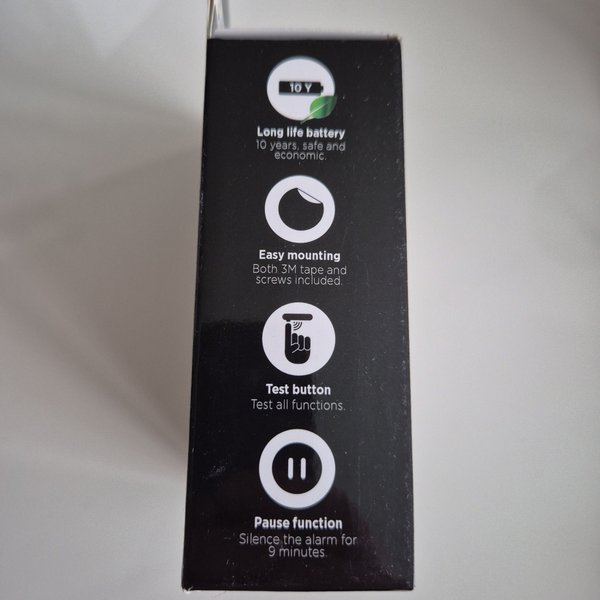 10 Y
Long life battery
10 years, safe and
economic.
Easy mounting
Both 3M tape and
screws included.
Test button
Test all functions.
Pause function
Silence the alarm for
9 minutes.